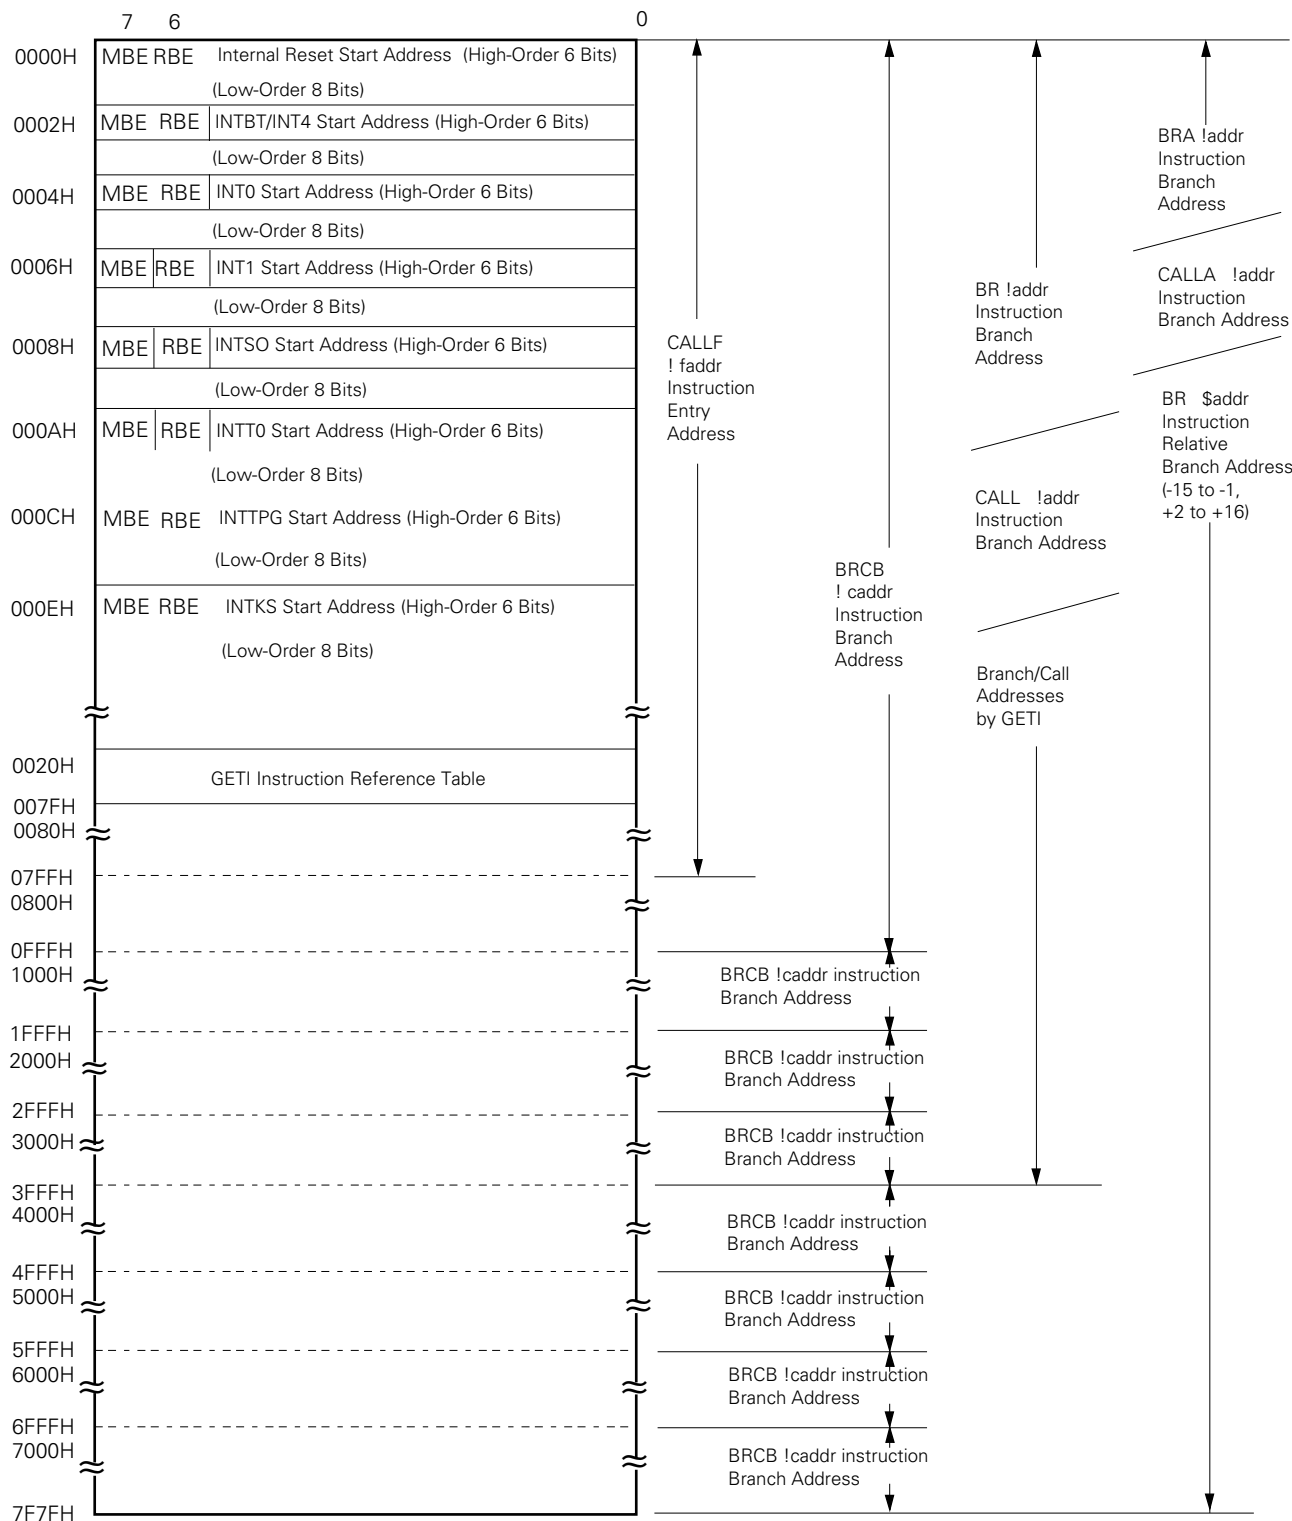 7 6 0
0000H MBE RBE Internal Reset Start Address (High-Order 6 Bits)
(Low-Order 8 Bits)
0002H MBE RBE INTBT/INT4 Start Address (High-Order 6 Bits)
(Low-Order 8 Bits)
0004H MBE RBE INT0 Start Address (High-Order 6 Bits)
(Low-Order 8 Bits)
0006H MBE RBE INT1 Start Address (High-Order 6 Bits)
(Low-Order 8 Bits)
0008H MBE RBE INTSO Start Address (High-Order 6 Bits)
(Low-Order 8 Bits)
000AH MBE RBE INTT0 Start Address (High-Order 6 Bits)
(Low-Order 8 Bits)
000CH MBE RBE INTTPG Start Address (High-Order 6 Bits)
(Low-Order 8 Bits)
000EH MBE RBE INTKS Start Address (High-Order 6 Bits)
(Low-Order 8 Bits)
0020H
GETI Instruction Reference Table
007FH
0080H
07FFH
0800H
0FFFH
1000H
1FFFH
2000H
2FFFH
3000H
3FFFH
4000H
4FFFH
5000H
5FFFH
6000H
6FFFH
7000H
7F7FH
CALLF
! faddr
Instruction
Entry
Address
BRCB
! caddr
Instruction
Branch
Address
BRCB !caddr instruction
Branch Address
BRCB !caddr instruction
Branch Address
BRCB !caddr instruction
Branch Address
BRCB !caddr instruction
Branch Address
BRCB !caddr instruction
Branch Address
BRCB !caddr instruction
Branch Address
BRCB !caddr instruction
Branch Address
BR !addr
Instruction
Branch
Address
CALL !addr
Instruction
Branch Address
Branch/Call
Addresses
by GETI
BRA !addr
Instruction
Branch
Address
CALLA !addr
Instruction
Branch Address
BR $addr
Instruction
Relative
Branch Address
(-15 to -1,
+2 to +16)